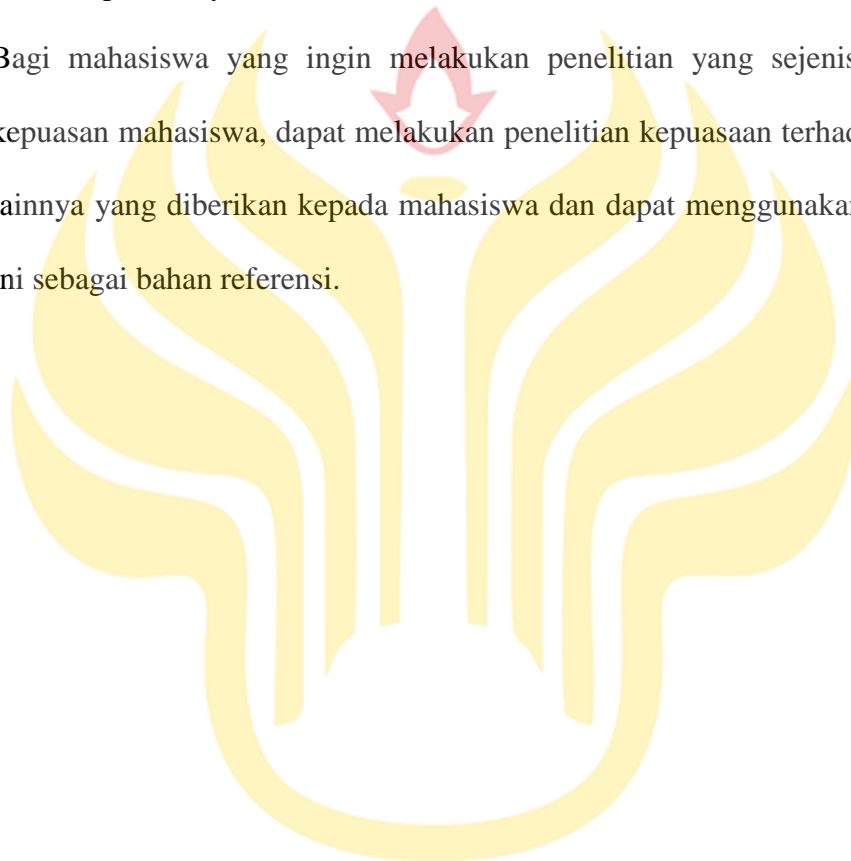 Bagi mahasiswa yang ingin melakukan penelitian yang sejenis
kepuasan mahasiswa, dapat melakukan penelitian kepuasaan
lainnya yang diberikan kepada mahasiswa dan dapat menggunakan
ini sebagai bahan referensi.